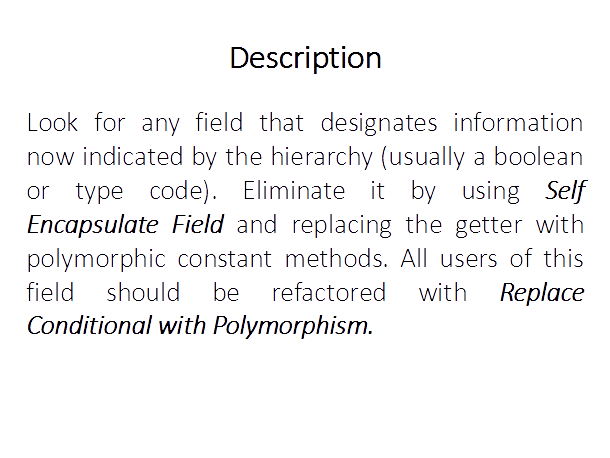 Description
Look for any field that designates information
now indicated by the hierarchy (usually a boolean
or type code). Eliminate it by using Self
Encapsulate Field and replacing the getter with
polymorphic constant methods. All users of this
field should be refactored with Replace
Conditional with Polymorphism.